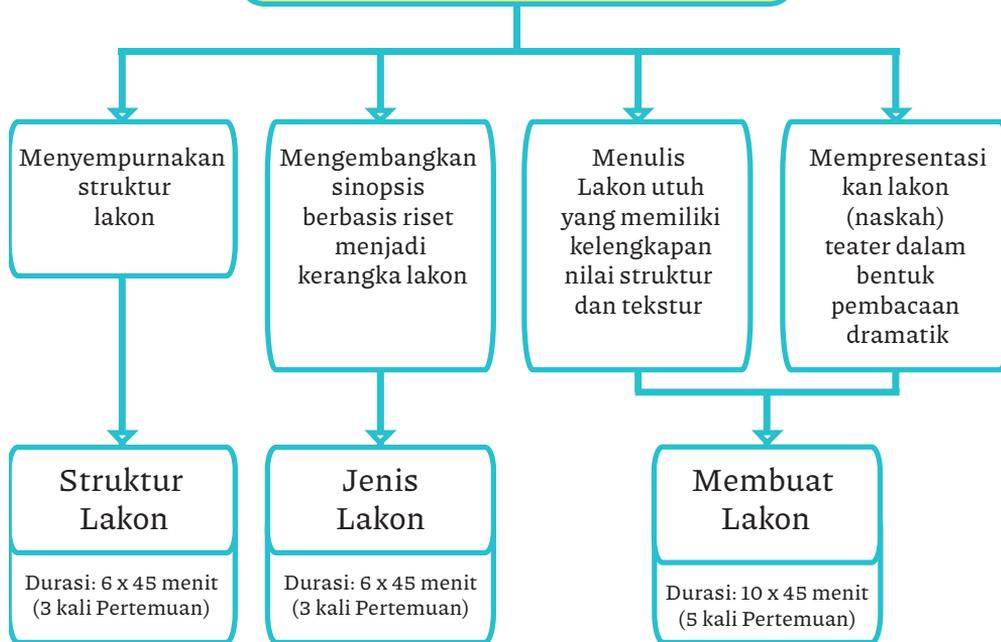 Menyempurnakan
struktur
lakon
Mengembangkan
sinopsis
berbasis riset
menjadi
kerangka lakon
Menulis
Lakon utuh
yang memiliki
kelengkapan
nilai struktur
dan tekstur
Mempresentasi
kan lakon
(naskah)
teater dalam
bentuk
pembacaan
dramatik
Struktur
Lakon
Durasi: 6 x 45 menit
(3 kali Pertemuan)
Jenis
Lakon
Durasi: 6 x 45 menit
(3 kali Pertemuan)
Membuat
Lakon
Durasi: 10 x 45 menit
(5 kali Pertemuan)